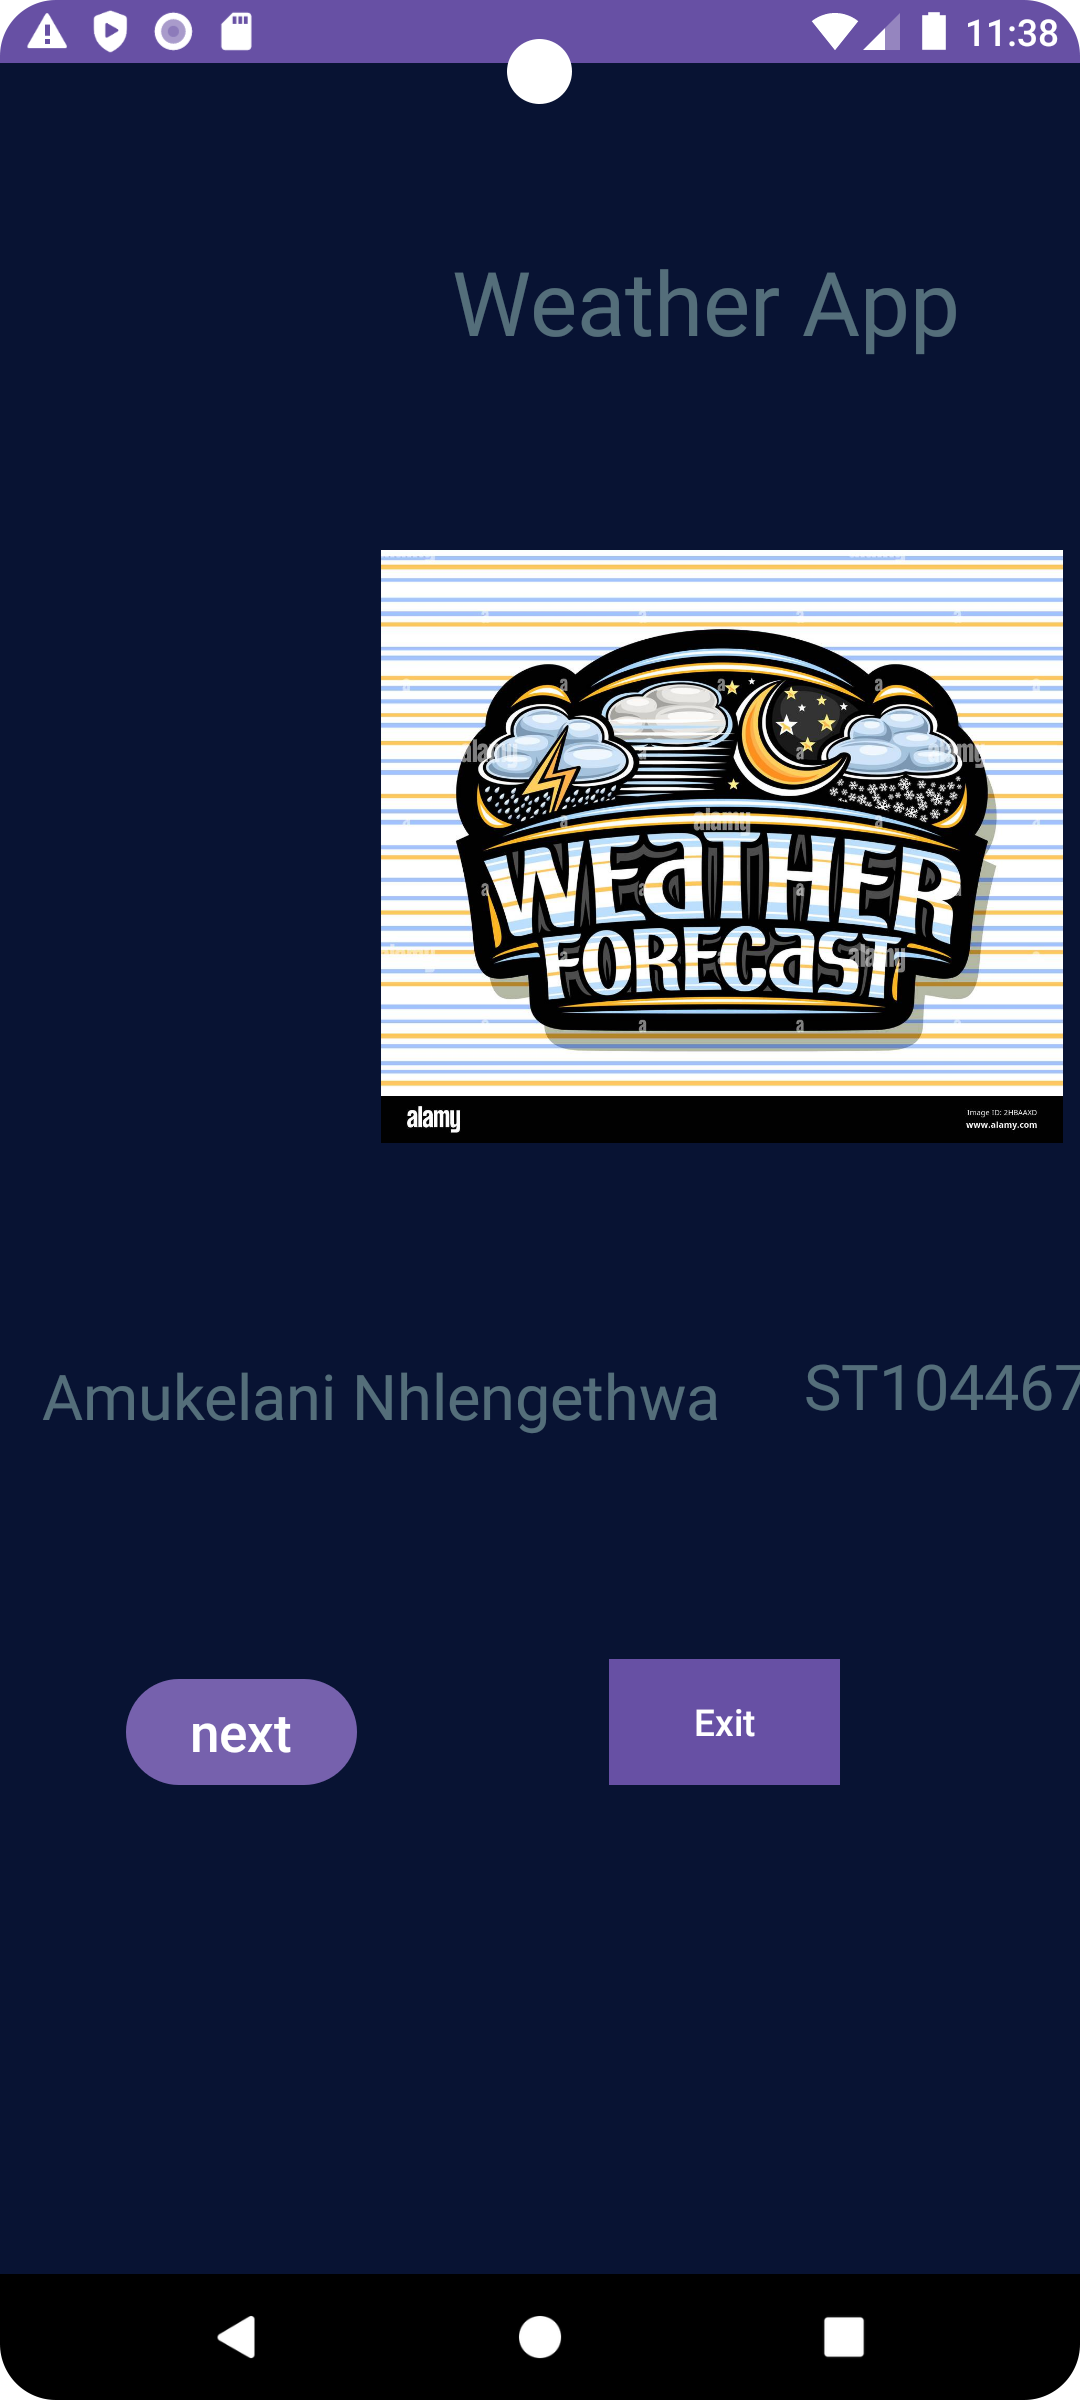 11:38
Weather App
WEaTHER
FORECaST
alamy
Image ID: 2HBAAXD
www.alamy.com
Amukelani Nhlengethwa
ST104467
next
Exit